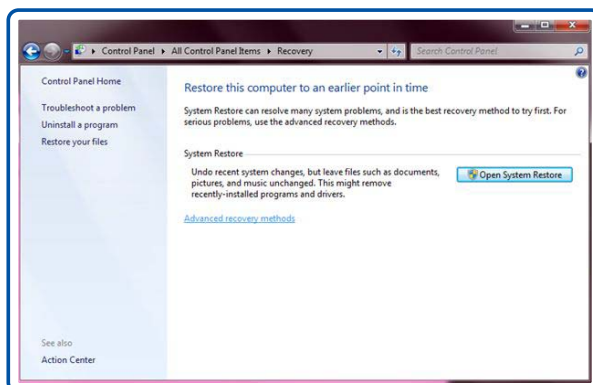 Control Panel ▸ All Control Panel Items ▸ Recovery
Search Control Panel
Control Panel Home
Troubleshoot a problem
Uninstall a program
Restore your files
See also
Action Center
Restore this computer to an earlier point in time
System Restore can resolve many system problems, and is the best recovery method to try first. For
serious problems, use the advanced recovery methods.
System Restore
Undo recent system changes, but leave files such as documents,
pictures, and music unchanged. This might remove
recently-installed programs and drivers.
Open System Restore
Advanced recovery methods